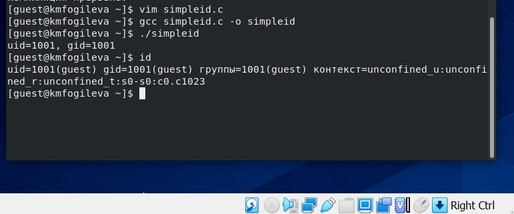 [guest@kmfogileva ~]$ vim simpleid.c
[guest@kmfogileva ~]$ gcc simpleid.c -o simpleid
[guest@kmfogileva ~]$ ./simpleid
uid=1001, gid=1001
[guest@kmfogileva ~]$ id
uid=1001(guest) gid=1001(guest) группы=1001(guest) контекст=unconfined_u:unconfi
ned_r:unconfined_t:s0-s0:c0.c1023
[guest@kmfogileva ~]$
Right Ctrl